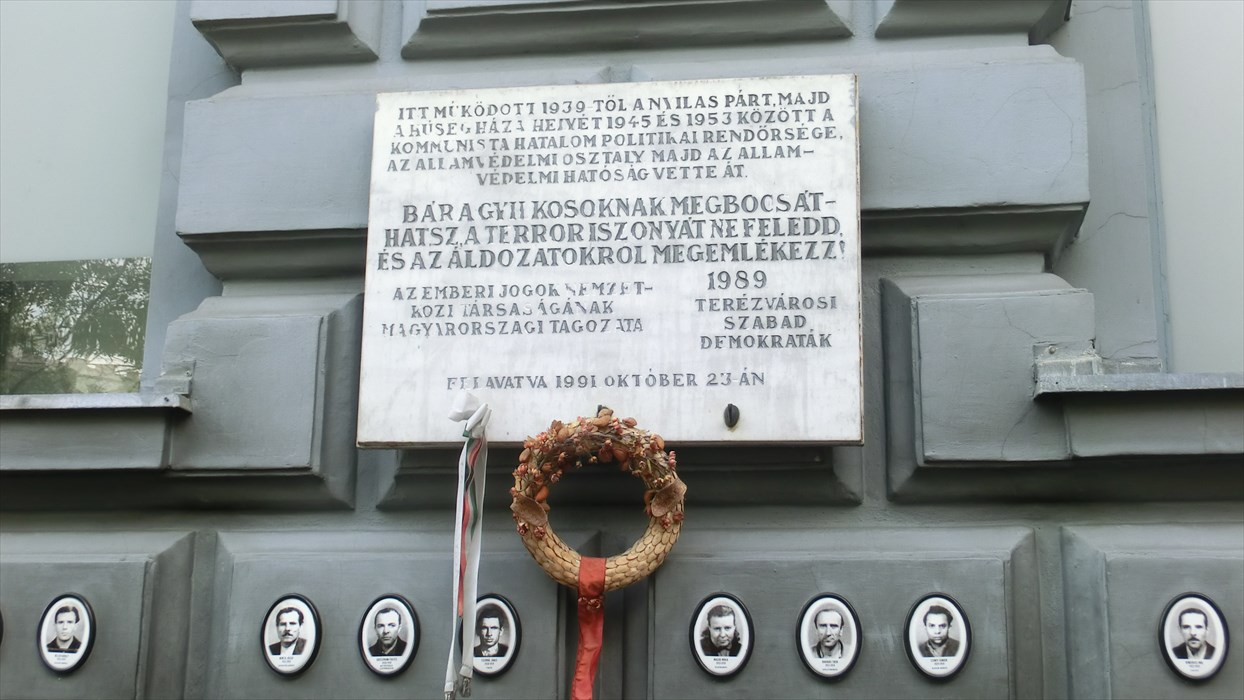 ITT MŰKÖDÖTT 1939-TŐL A NYILAS PÁRT, MAJD
A HŰSÉG HÁZA HELYÉT 1945 ÉS 1953 KÖZÖTT A
KOMMUNISTA HATALOM POLITIKAI RENDŐRSÉGE,
AZ ÁLLAMVÉDELMI OSZTÁLY MAJD AZ ÁLLAM-
VÉDELMI HATÓSÁG VETTE ÁT.
BÁR A GYILKOSOKNAK MEGBOCSÁT-
HATSZ, A TERROR ISZONYÁT NE FELEDD,
ÉS AZ ÁLDOZATOKRÓL MEGEMLÉKEZZ!
AZ EMBERI JOGOK NEMZET-
KÖZI TÁRSASÁGÁNAK
MAGYARORSZÁGI TAGOZATA
1989
TERÉZVÁROSI
SZABAD
DEMOKRATÁK
FELAVATVA 1991 OKTÓBER 23-ÁN